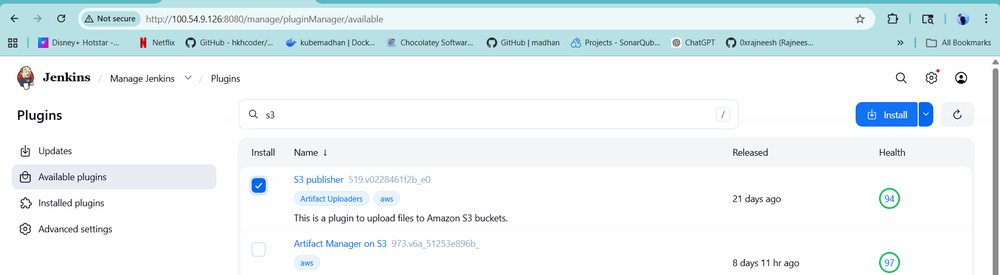 Not secure
http://100.54.9.126:8080/manage/pluginManager/available
Disney+ Hotstar -...
Netflix
GitHub - hkhcoder/...
kubemadhan | Dock...
Chocolatey Softwar...
GitHub | madhan
Projects - SonarQub...
ChatGPT
0xrajneesh (Rajnees...
»
All Bookmarks
Jenkins / Manage Jenkins / Plugins
Plugins
s3
/
Install
Updates
Available plugins
Installed plugins
Advanced settings
Install Name ↓ Released Health
S3 publisher 519.v0228461f2b_e0
Artifact Uploaders aws
21 days ago
94
This is a plugin to upload files to Amazon S3 buckets.
Artifact Manager on S3 973.v6a_51253e896b_
aws
8 days 11 hr ago
97